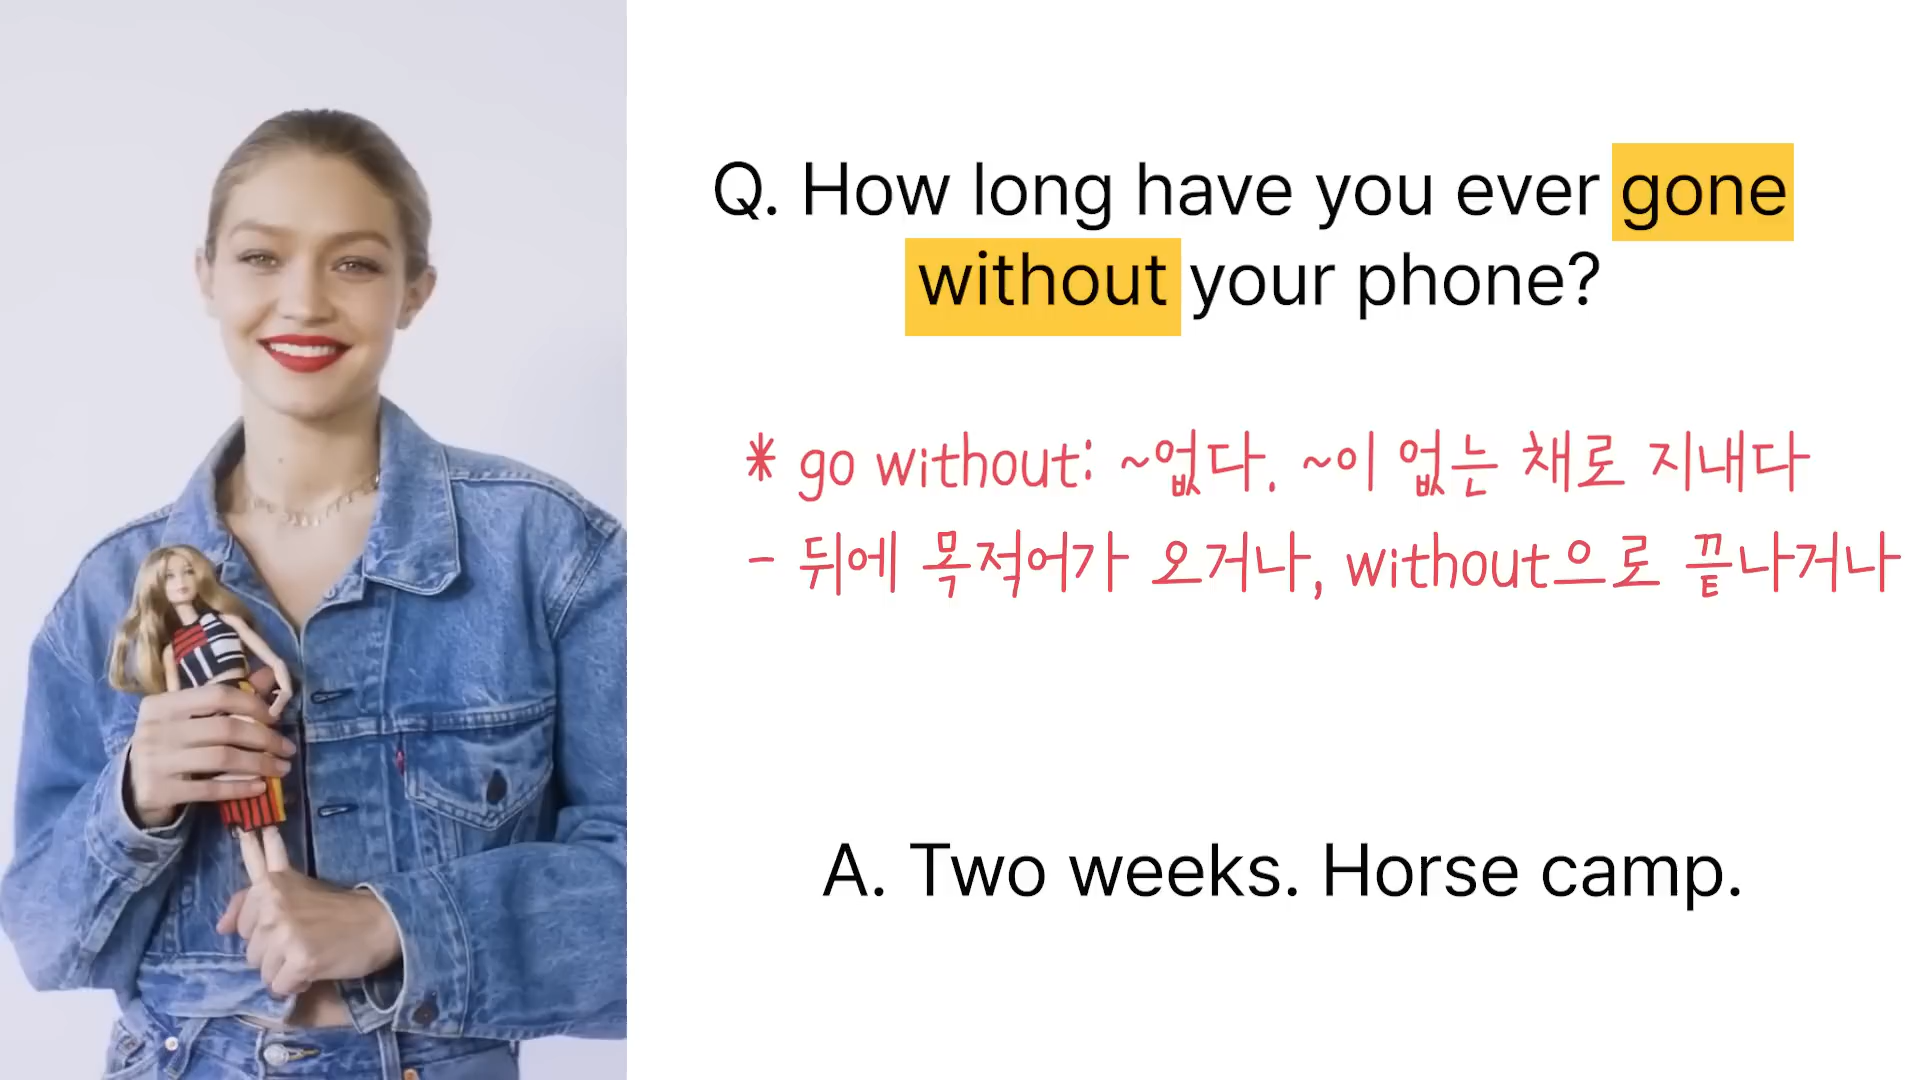 Q. How long have you ever gone
without your phone?
* go without: ~없다. ~이 없는 채로 지내다
- 뒤에 목적어가 오거나, without으로 끝나거나
A. Two weeks. Horse camp.